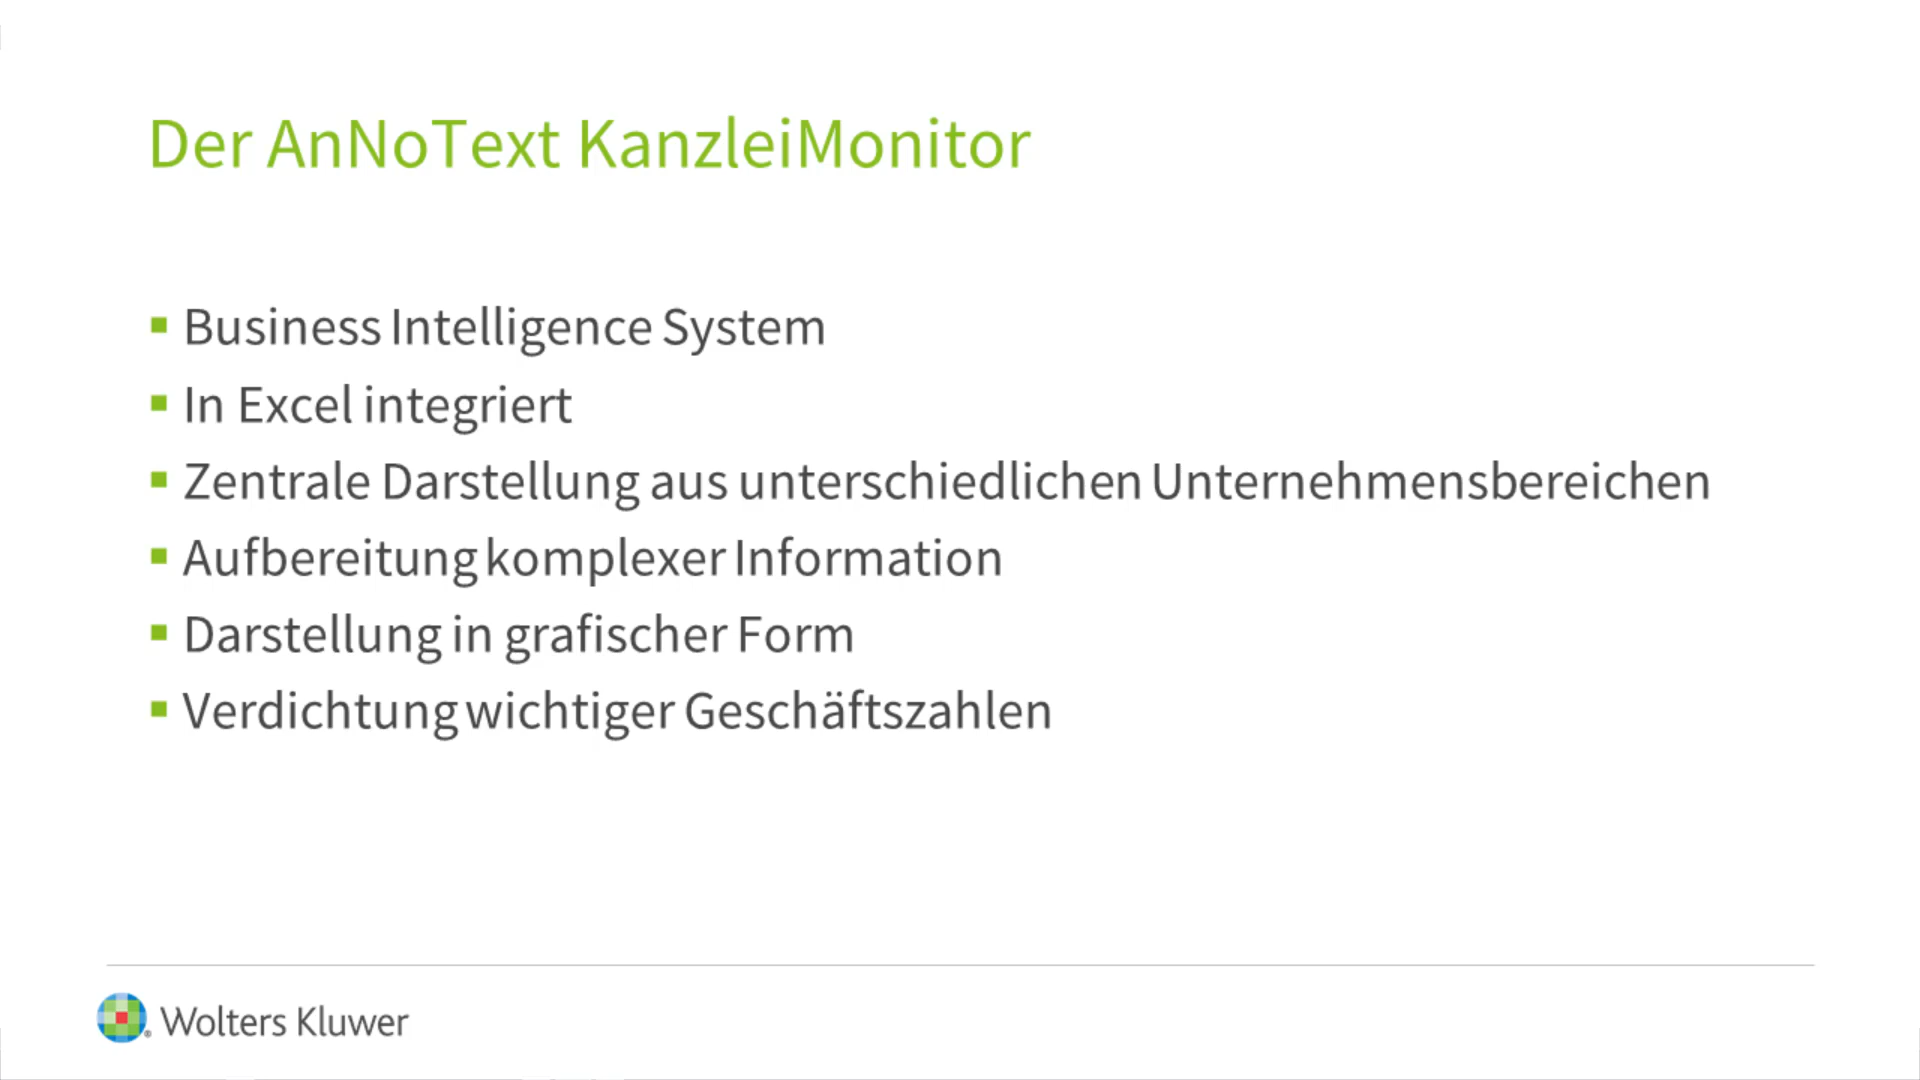 Der AnNoText KanzleiMonitor
▪ Business Intelligence System
▪ In Excel integriert
▪ Zentrale Darstellung aus unterschiedlichen Unternehmensbereichen
▪ Aufbereitung komplexer Information
▪ Darstellung in grafischer Form
▪ Verdichtung wichtiger Geschäftszahlen
® Wolters Kluwer